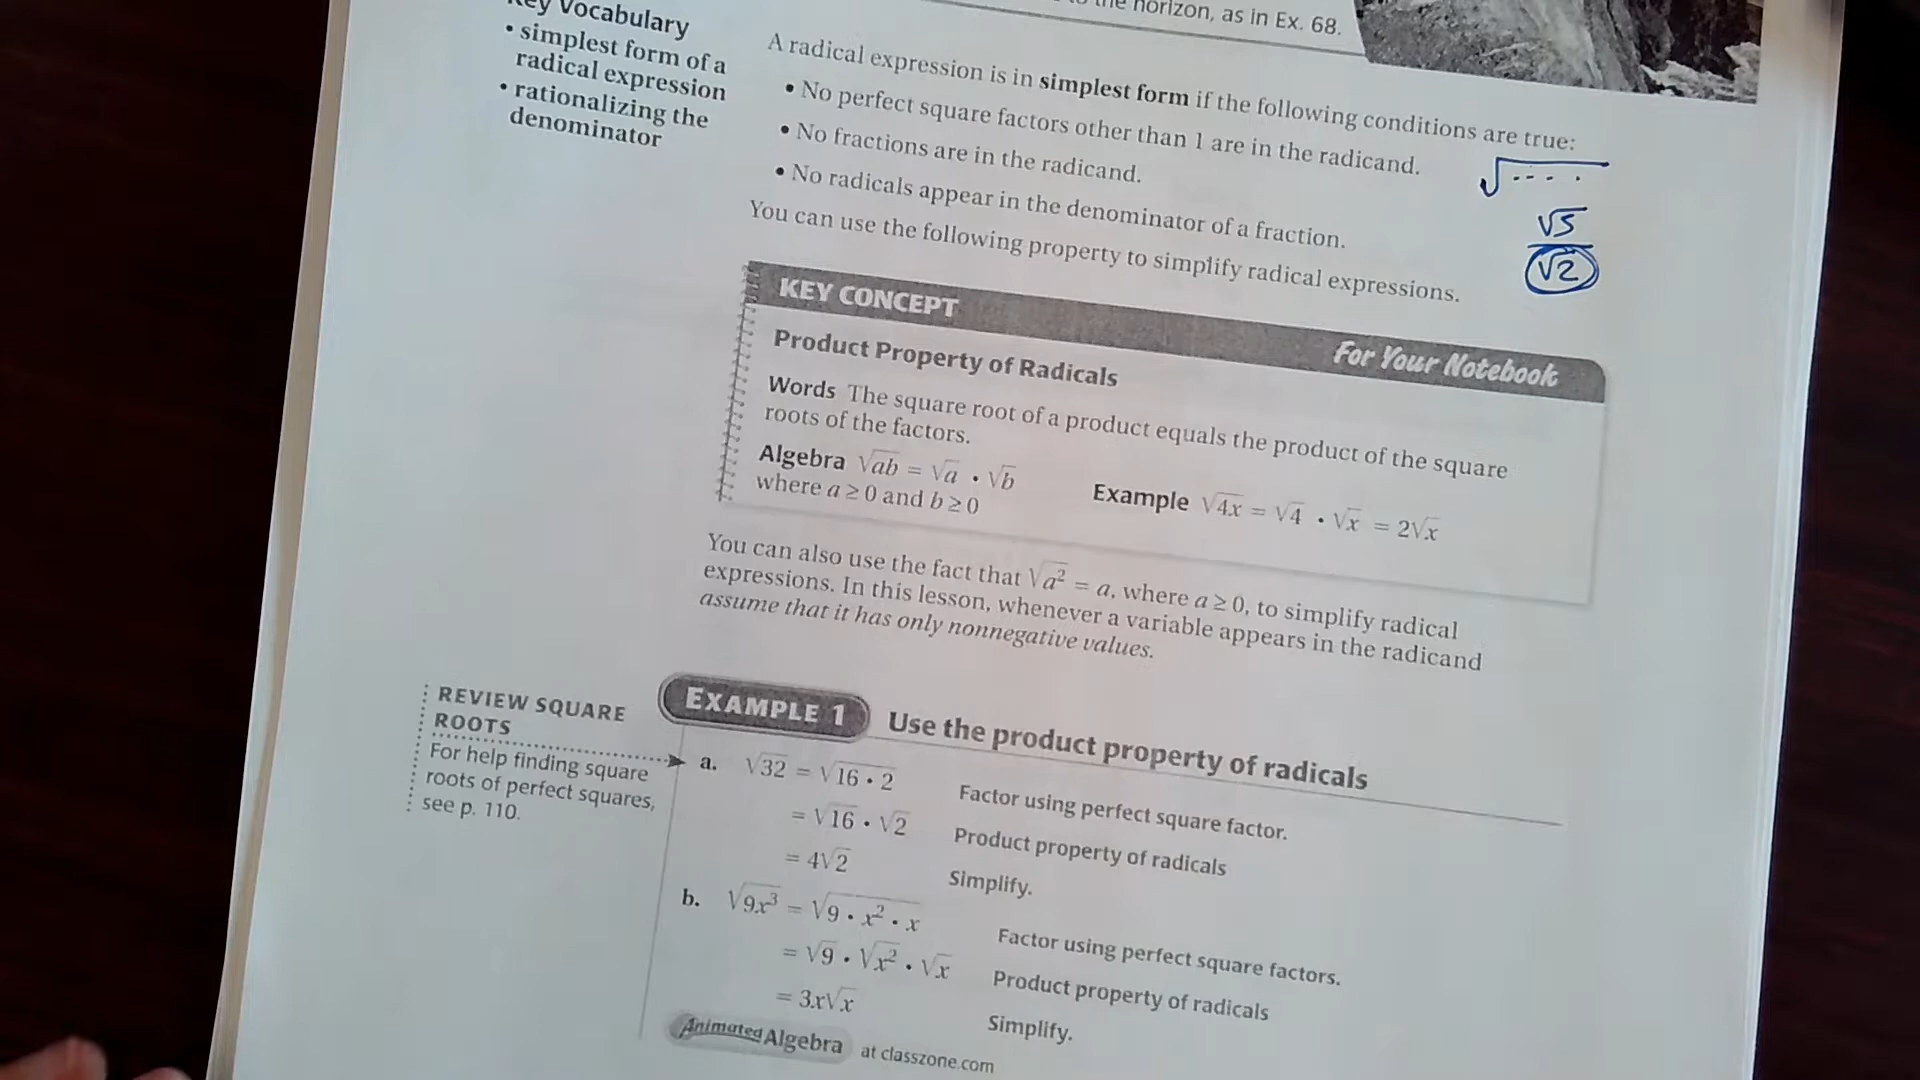 Key Vocabulary
• simplest form of a
radical expression
• rationalizing the
denominator
the horizon, as in Ex. 68.
A radical expression is in simplest form if the following conditions are true:
• No perfect square factors other than 1 are in the radicand.
• No fractions are in the radicand.
• No radicals appear in the denominator of a fraction.
You can use the following property to simplify radical expressions.
√....
√5
√2
KEY CONCEPT
For Your Notebook
Product Property of Radicals
Words The square root of a product equals the product of the square
roots of the factors.
Algebra √ab = √a • √b
where a ≥ 0 and b ≥ 0
Example √4x = √4 • √x = 2√x
You can also use the fact that √a² = a, where a ≥ 0, to simplify radical
expressions. In this lesson, whenever a variable appears in the radicand
assume that it has only nonnegative values.
REVIEW SQUARE
ROOTS
For help finding square
roots of perfect squares,
see p. 110.
EXAMPLE 1 Use the product property of radicals
a. √32 = √16 • 2 Factor using perfect square factor.
= √16 • √2 Product property of radicals
= 4√2 Simplify.
b. √9x³ = √9 • x² • x Factor using perfect square factors.
= √9 • √x² • √x Product property of radicals
= 3x√x Simplify.
Animated Algebra at classzone.com